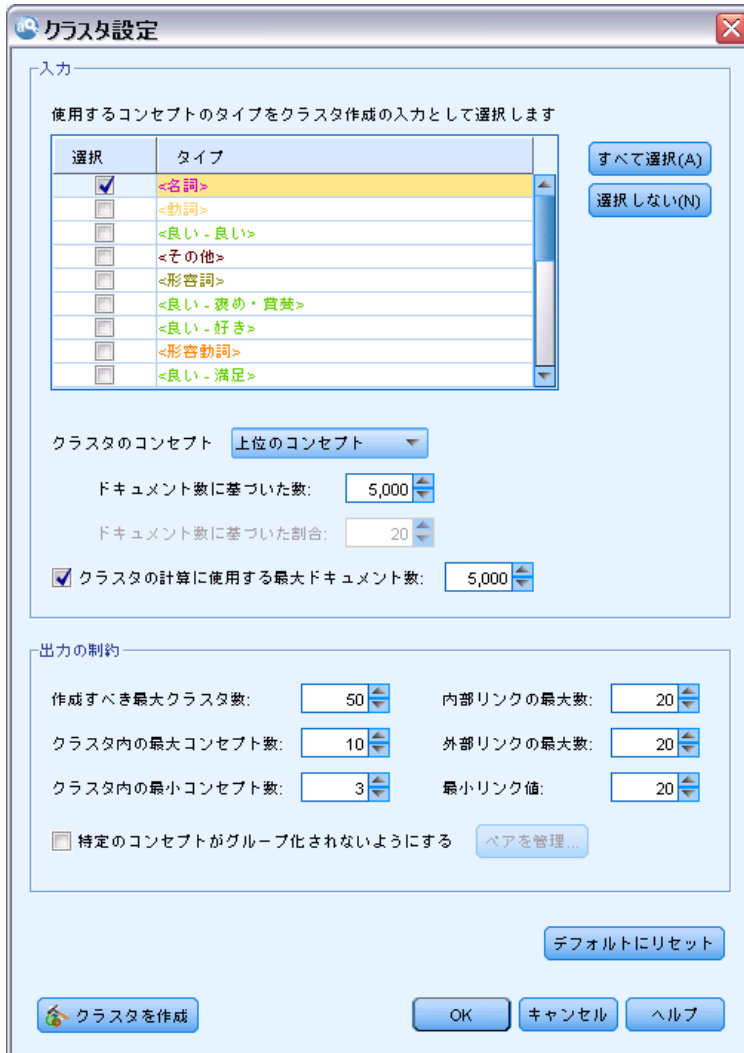 クラスタ設定
入力
使用するコンセプトのタイプをクラスタ作成の入力として選択します
選択 タイプ
<名詞>
<動詞>
<良い - 良い>
<その他>
<形容詞>
<良い - 褒め・賞賛>
<良い - 好き>
<形容動詞>
<良い - 満足>
すべて選択(A)
選択しない(N)
クラスタのコンセプト 上位のコンセプト
ドキュメント数に基づいた数: 5,000
ドキュメント数に基づいた割合: 20
クラスタの計算に使用する最大ドキュメント数: 5,000
出力の制約
作成すべき最大クラスタ数: 50 内部リンクの最大数: 20
クラスタ内の最大コンセプト数: 10 外部リンクの最大数: 20
クラスタ内の最小コンセプト数: 3 最小リンク値: 20
特定のコンセプトがグループ化されないようにする ペアを管理...
デフォルトにリセット
クラスタを作成 OK キャンセル ヘルプ